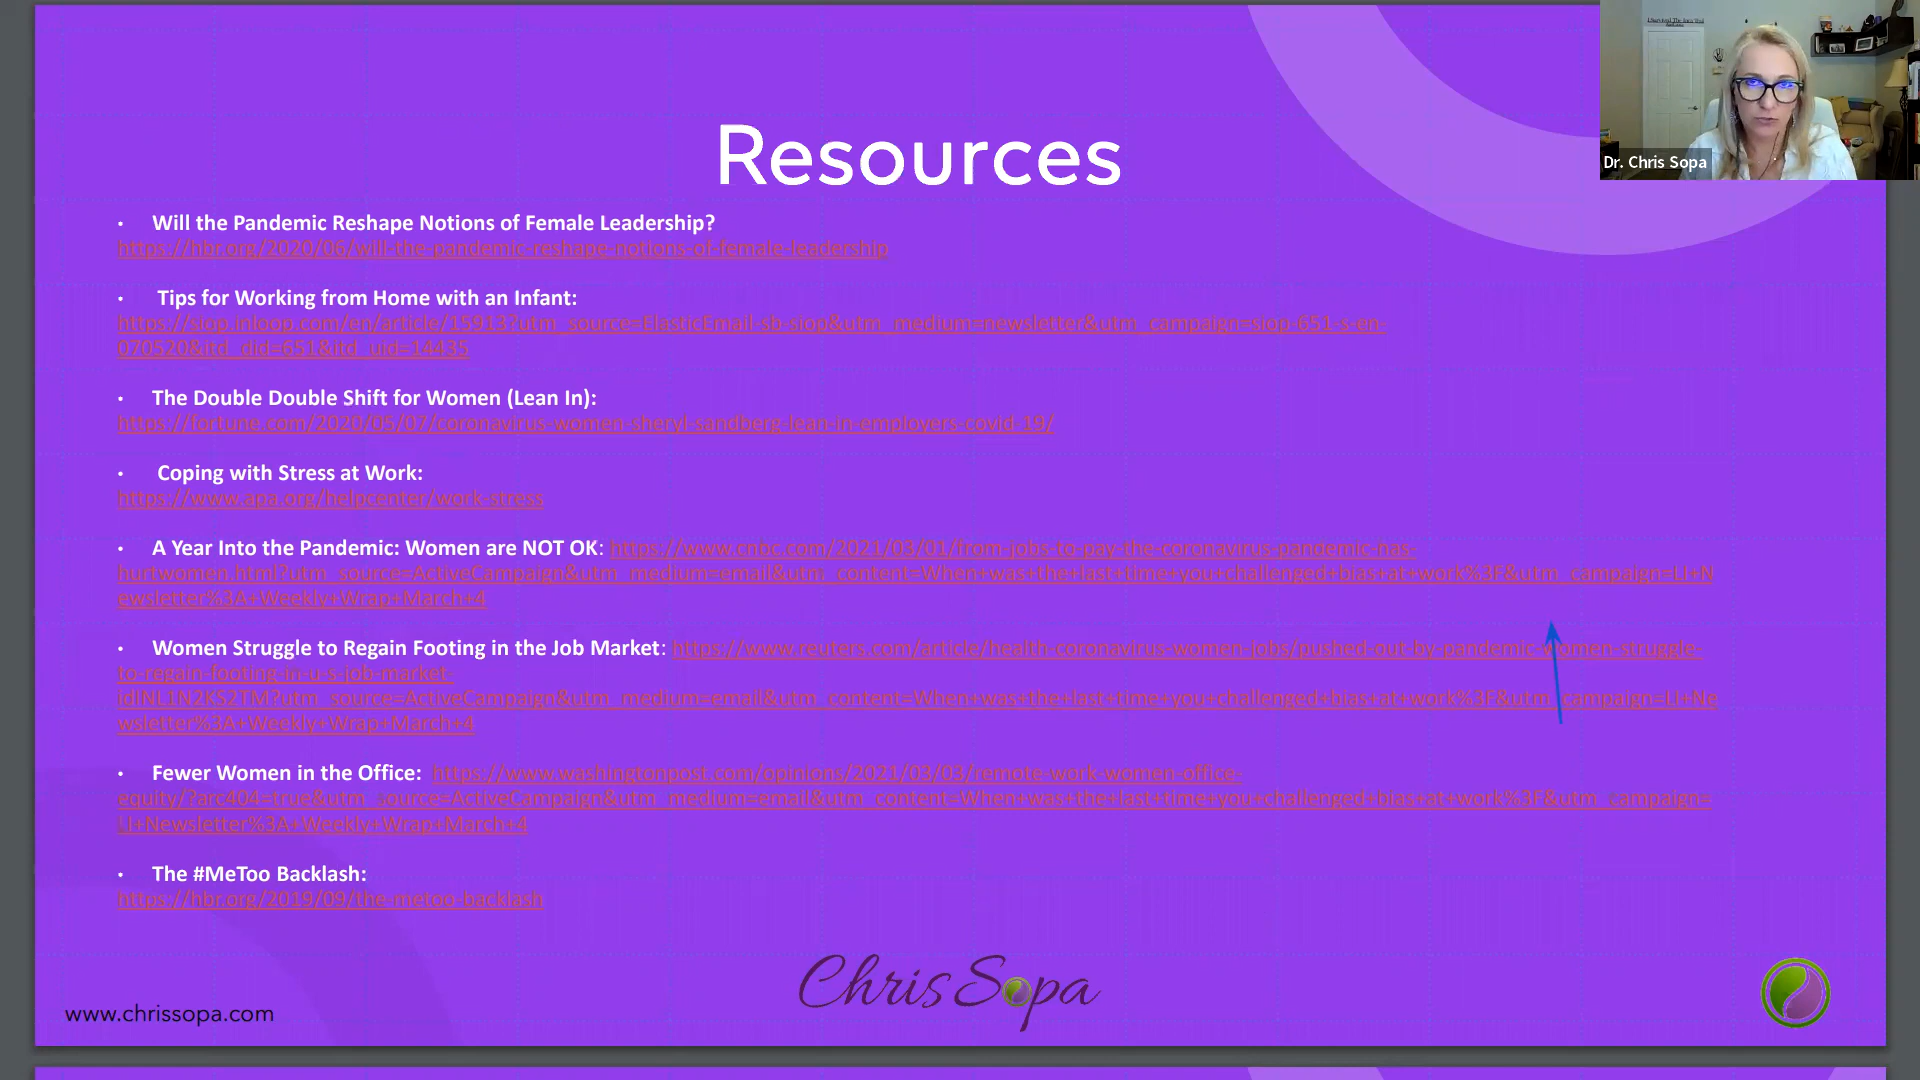 Resources
Dr. Chris Sopa
• Will the Pandemic Reshape Notions of Female Leadership?
https://hbr.org/2020/06/will-the-pandemic-reshape-notions-of-female-leadership
• Tips for Working from Home with an Infant:
https://siop.inloop.com/en/article/15913?utm_source=ElasticEmail-sb-siop&utm_medium=newsletter&utm_campaign=siop-651-s-en-
070520&itd_did=651&itd_uid=14435
• The Double Double Shift for Women (Lean In):
https://fortune.com/2020/05/07/coronavirus-women-sheryl-sandberg-lean-in-employers-covid-19/
• Coping with Stress at Work:
https://www.apa.org/helpcenter/work-stress
• A Year Into the Pandemic: Women are NOT OK: https://www.cnbc.com/2021/03/01/from-jobs-to-pay-the-coronavirus-pandemic-has-
hurtwomen.html?utm_source=ActiveCampaign&utm_medium=email&utm_content=When+was+the+last+time+you+challenged+bias+at+work%3F&utm_campaign=LI+N
ewsletter%3A+Weekly+Wrap+March+4
• Women Struggle to Regain Footing in the Job Market: https://www.reuters.com/article/health-coronavirus-women-jobs/pushed-out-by-pandemic-women-struggle-
to-regain-footing-in-u-s-job-market-
idINL1N2KS2TM?utm_source=ActiveCampaign&utm_medium=email&utm_content=When+was+the+last+time+you+challenged+bias+at+work%3F&utm_campaign=LI+Ne
wsletter%3A+Weekly+Wrap+March+4
• Fewer Women in the Office: https://www.washingtonpost.com/opinions/2021/03/03/remote-work-women-office-
equity/?arc404=true&utm_source=ActiveCampaign&utm_medium=email&utm_content=When+was+the+last+time+you+challenged+bias+at+work%3F&utm_campaign=
LI+Newsletter%3A+Weekly+Wrap+March+4
• The #MeToo Backlash:
https://hbr.org/2019/09/the-metoo-backlash
Chris Sopa
www.chrissopa.com